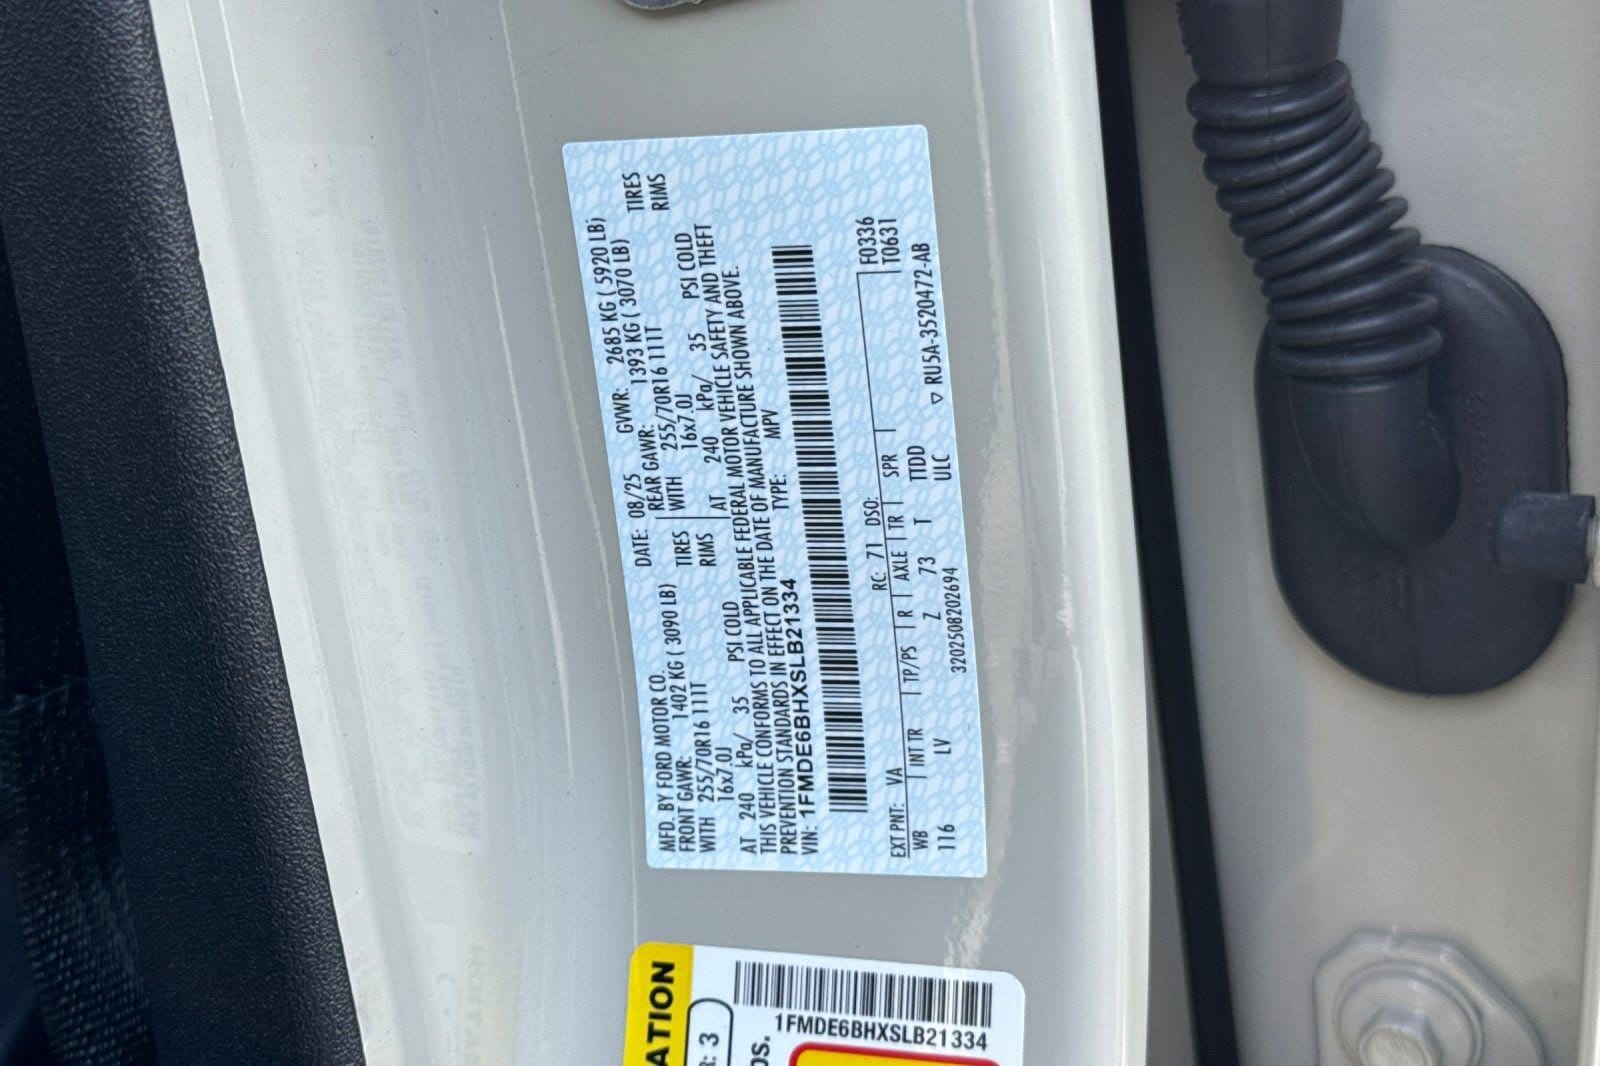 MFD. BY FORD MOTOR CO.
DATE: 08/25 GVWR: 2685 KG ( 5920 LB)
FRONT GAWR: 1402 KG ( 3090 LB) REAR GAWR: 1393 KG ( 3070 LB)
WITH 255/70R16 111T TIRES WITH 255/70R16 111T TIRES
16x7.0J RIMS 16x7.0J RIMS
AT 240 kPa/ 35 PSI COLD AT 240 kPa/ 35 PSI COLD
THIS VEHICLE CONFORMS TO ALL APPLICABLE FEDERAL MOTOR VEHICLE SAFETY AND THEFT
PREVENTION STANDARDS IN EFFECT ON THE DATE OF MANUFACTURE SHOWN ABOVE.
VIN: 1FMDE6BHXSLB21334 TYPE: MPV
F0336
T0631
EXT PNT: VA RC: 71 DSO:
WB INT TR TP/PS R AXLE TR SPR
116 LV Z 73 T TTDD
ULC
RU5A-3520472-AB
320250820 2694
ATION
R: 3
OS.
1FMDE6BHXSLB21334